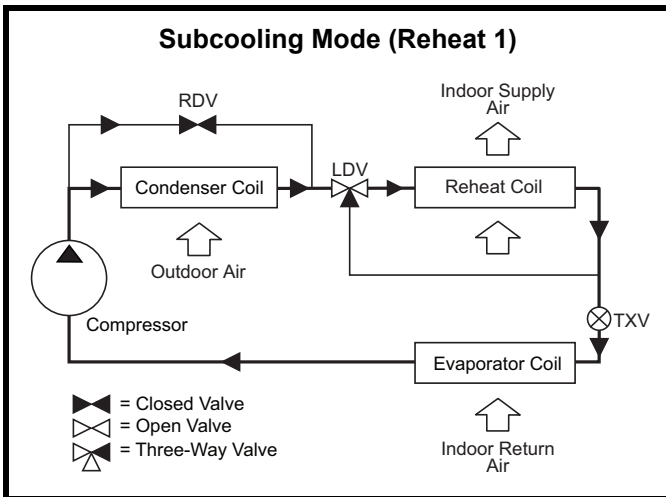 Subcooling Mode (Reheat 1)
RDV
Indoor Supply
Air
LDV
Condenser Coil
Reheat Coil
Outdoor Air
Compressor
TXV
Evaporator Coil
= Closed Valve
= Open Valve
= Three-Way Valve
Indoor Return
Air